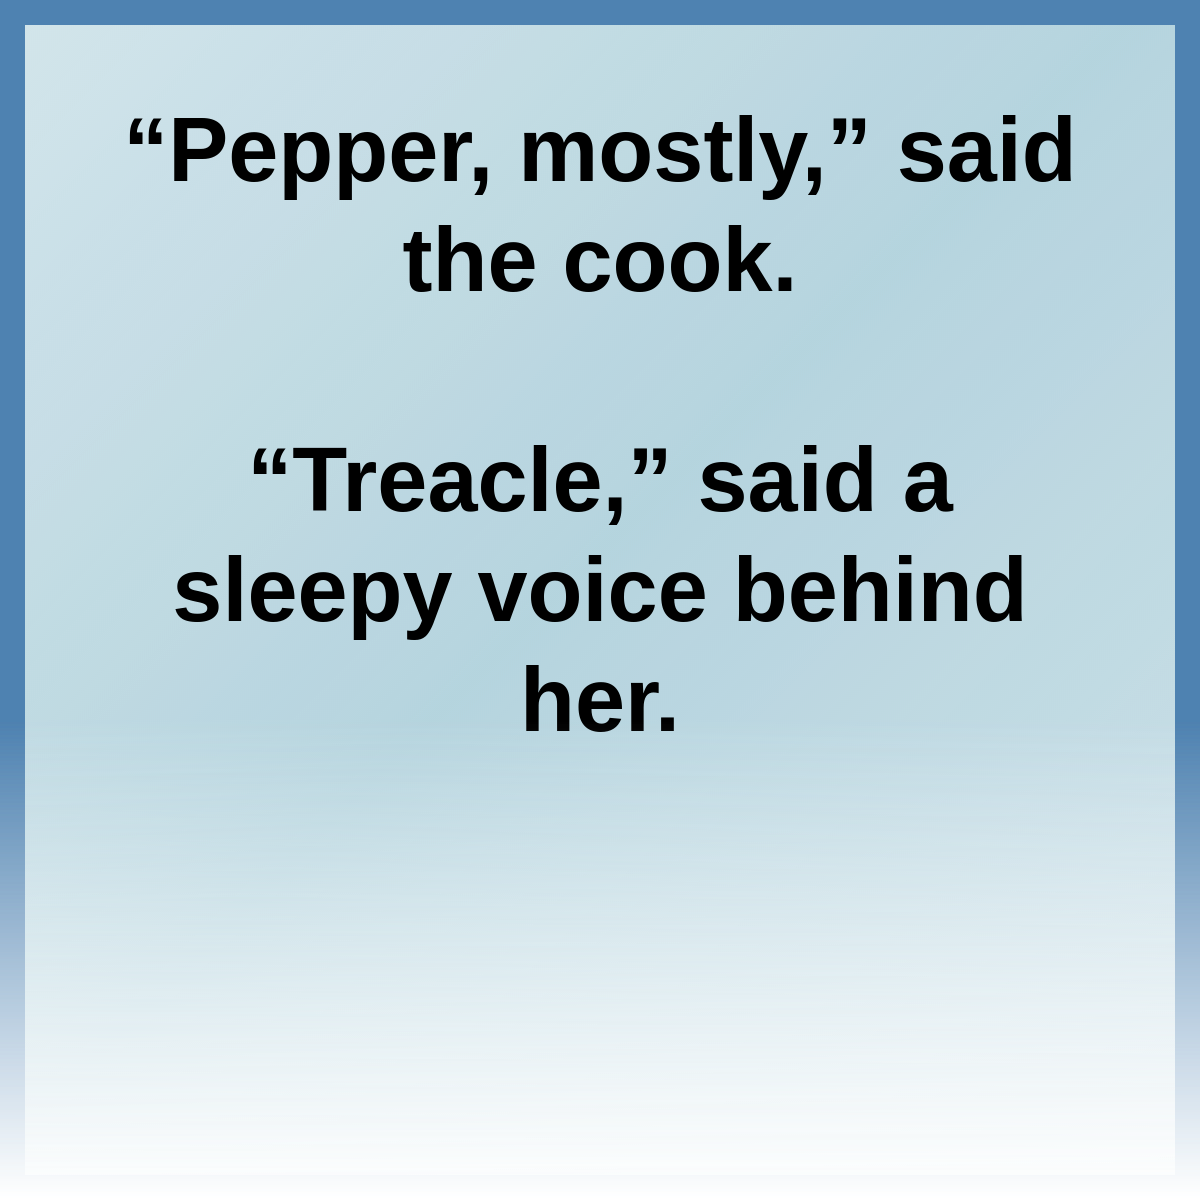 “Pepper, mostly,” said
the cook.
“Treacle,” said a
sleepy voice behind
her.